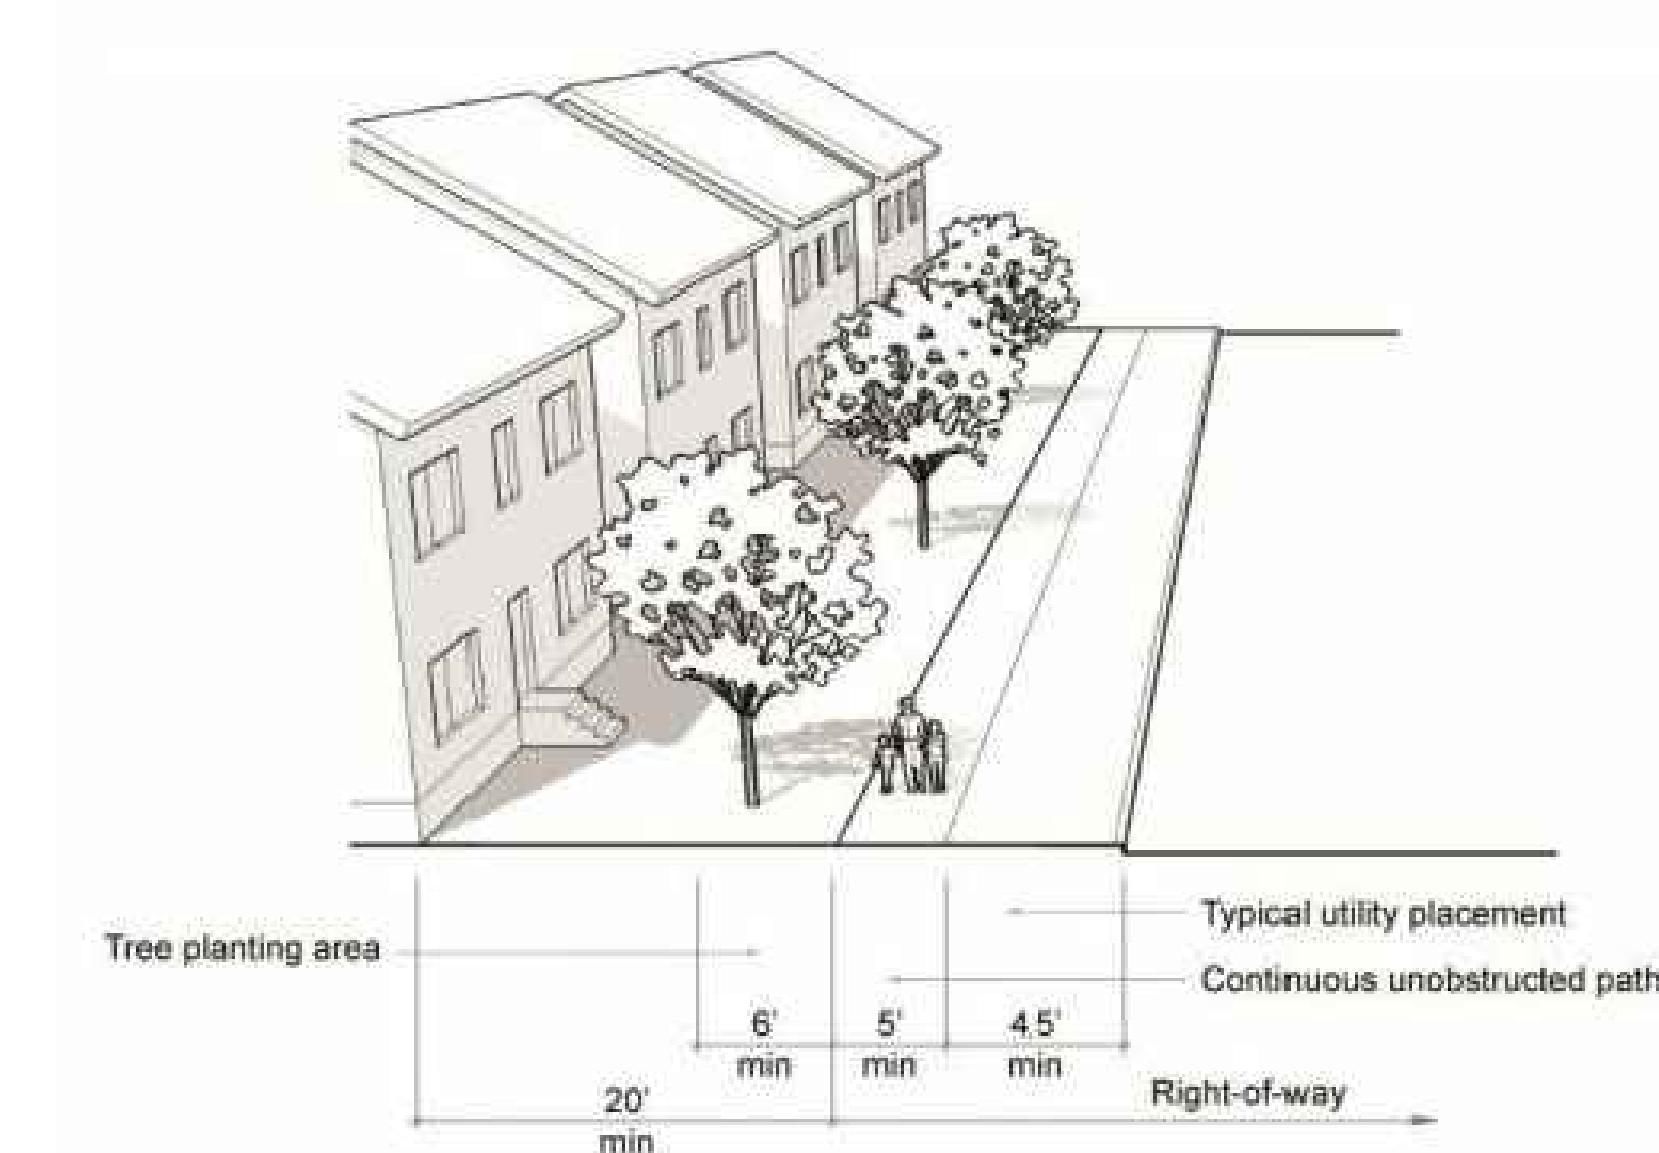 Typical utility placement
Tree planting area
Continuous unobstructed path
6' 5' 4.5'
min min min
Right-of-way
20'
min